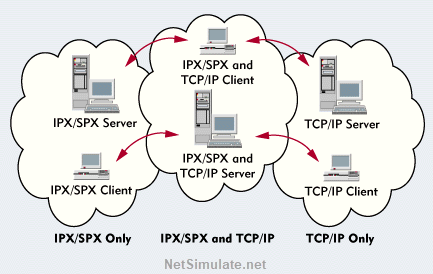 IPX/SPX and
TCP/IP Client
IPX/SPX Server
TCP/IP Server
IPX/SPX and
TCP/IP Server
IPX/SPX Client
TCP/IP Client
IPX/SPX Only
IPX/SPX and TCP/IP
TCP/IP Only
NetSimulate.net